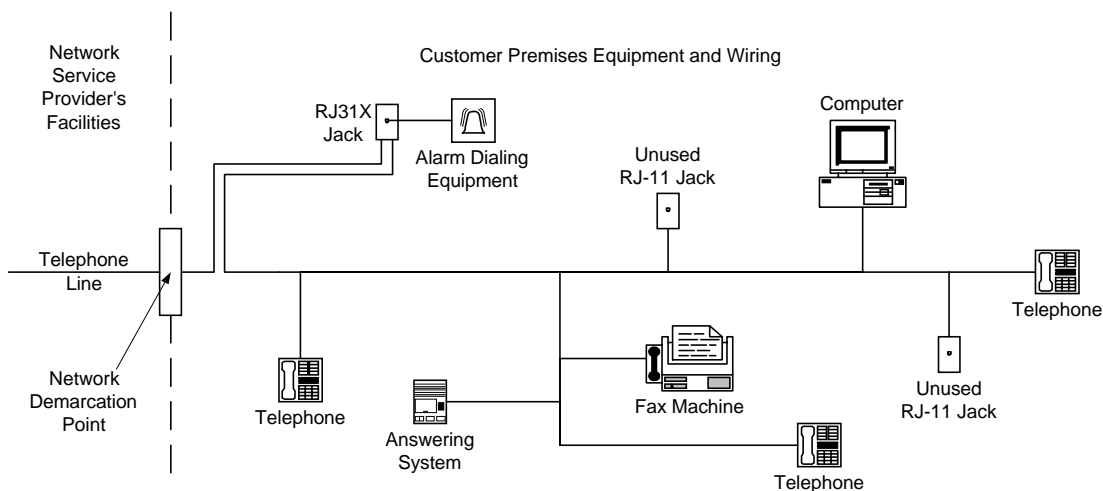 Network
Service
Provider's
Facilities
Customer Premises Equipment and Wiring
RJ31X
Jack
Alarm Dialing
Equipment
Unused
RJ-11 Jack
Computer
Telephone
Line
Telephone
Network
Demarcation
Point
Telephone
Answering
System
Fax Machine
Unused
RJ-11 Jack
Telephone